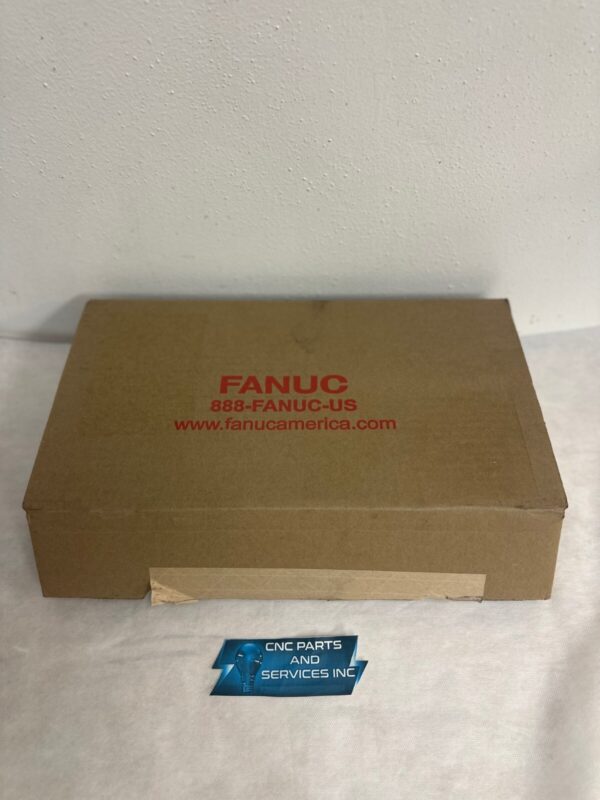 FANUC
888-FANUC-US
www.fanucamerica.com
CNC PARTS
AND
SERVICES INC